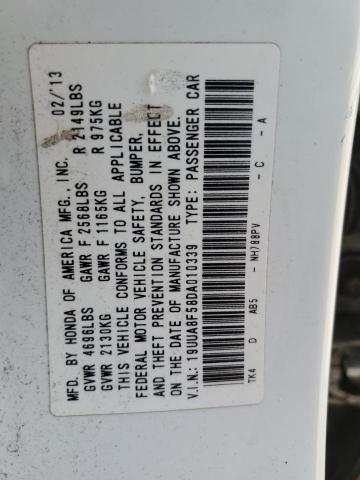 MFD. BY HONDA OF AMERICA MFG., INC. 02/'13
GVWR 4696LBS GAWR F 2568LBS R 2149LBS
GVWR 2130KG GAWR F 1165KG R 975KG
THIS VEHICLE CONFORMS TO ALL APPLICABLE
FEDERAL MOTOR VEHICLE SAFETY, BUMPER,
AND THEFT PREVENTION STANDARDS IN EFFECT
ON THE DATE OF MANUFACTURE SHOWN ABOVE.
V.I.N.: 19UUA8F58DA010339 TYPE: PASSENGER CAR
TK4 D AB5 - NH788PV - C - A